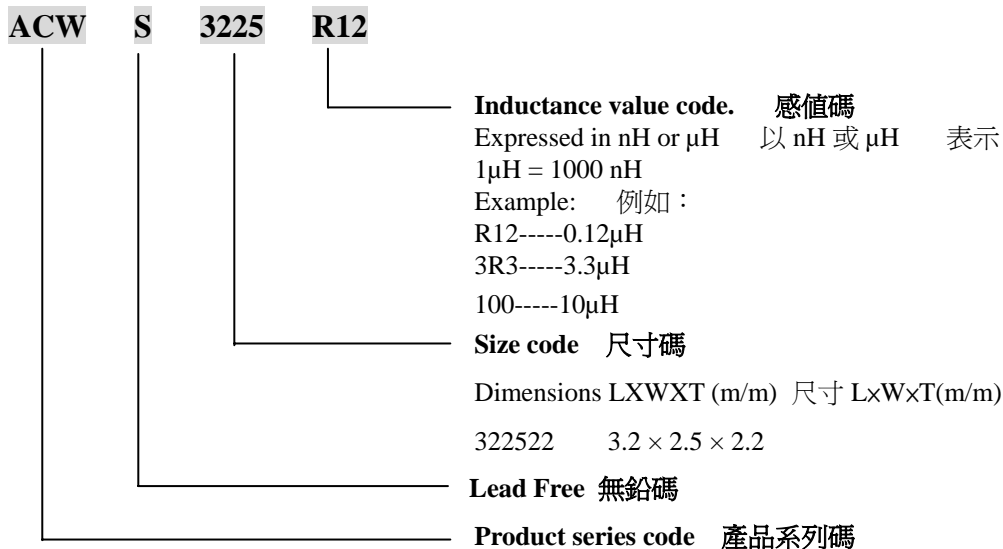 ACW S 3225 R12
Inductance value code. 感值碼
Expressed in nH or μH 以 nH 或 μH 表示
1μH = 1000 nH
Example: 例如：
R12-----0.12μH
3R3-----3.3μH
100-----10μH
Size code 尺寸碼
Dimensions LXWXT (m/m) 尺寸 L×W×T(m/m)
322522 3.2 × 2.5 × 2.2
Lead Free 無鉛碼
Product series code 產品系列碼